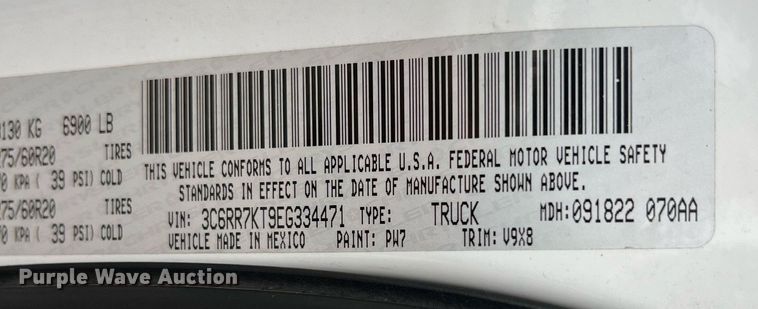 130 KG 6900 LB
75/60R20 TIRES
KPA ( 39 PSI) COLD
75/60R20 TIRES
KPA ( 39 PSI) COLD
THIS VEHICLE CONFORMS TO ALL APPLICABLE U.S.A. FEDERAL MOTOR VEHICLE SAFETY
STANDARDS IN EFFECT ON THE DATE OF MANUFACTURE SHOWN ABOVE.
VIN: 3C6RR7KT9EG334471 TYPE: TRUCK MDH: 091822 070AA
VEHICLE MADE IN MEXICO PAINT: PW7 TRIM: V9X8
Purple Wave Auction